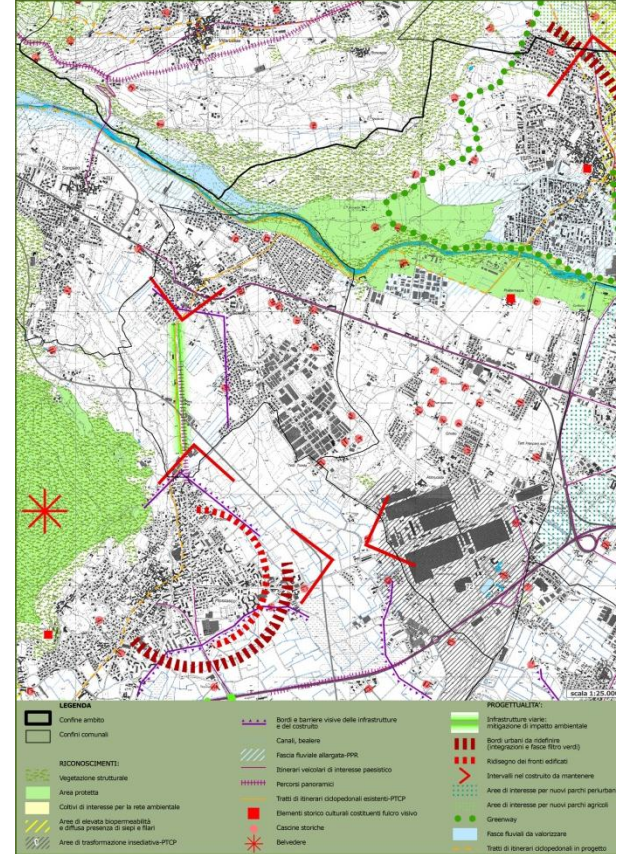 Sangano
Bruino
scala 1:25.000
LEGENDA
Confine ambito
Confini comunali
RICONOSCIMENTI:
Vegetazione strutturale
Area protetta
Coltivi di interesse per la rete ambientale
Aree di elevata biopermeabilità
e diffusa presenza di siepi e filari
Aree di trasformazione insediativa-PTCP
Bordi e barriere visive delle infrastrutture
e del costruito
Canali, bealere
Fascia fluviale allargata-PPR
Itinerari veicolari di interesse paesistico
Percorsi panoramici
Tratti di itinerari ciclopedonali esistenti-PTCP
Elementi storico culturali costituenti fulcro visivo
Cascine storiche
Belvedere
PROGETTUALITA':
Infrastrutture viarie:
mitigazione di impatto ambientale
Bordi urbani da ridefinire
(integrazioni e fasce filtro verdi)
Ridisegno dei fronti edificati
Intervalli nel costruito da mantenere
Aree di interesse per nuovi parchi periurban
Aree di interesse per nuovi parchi agricoli
Greenway
Fasce fluviali da valorizzare
Tratti di itinerari ciclopedonali in progetto